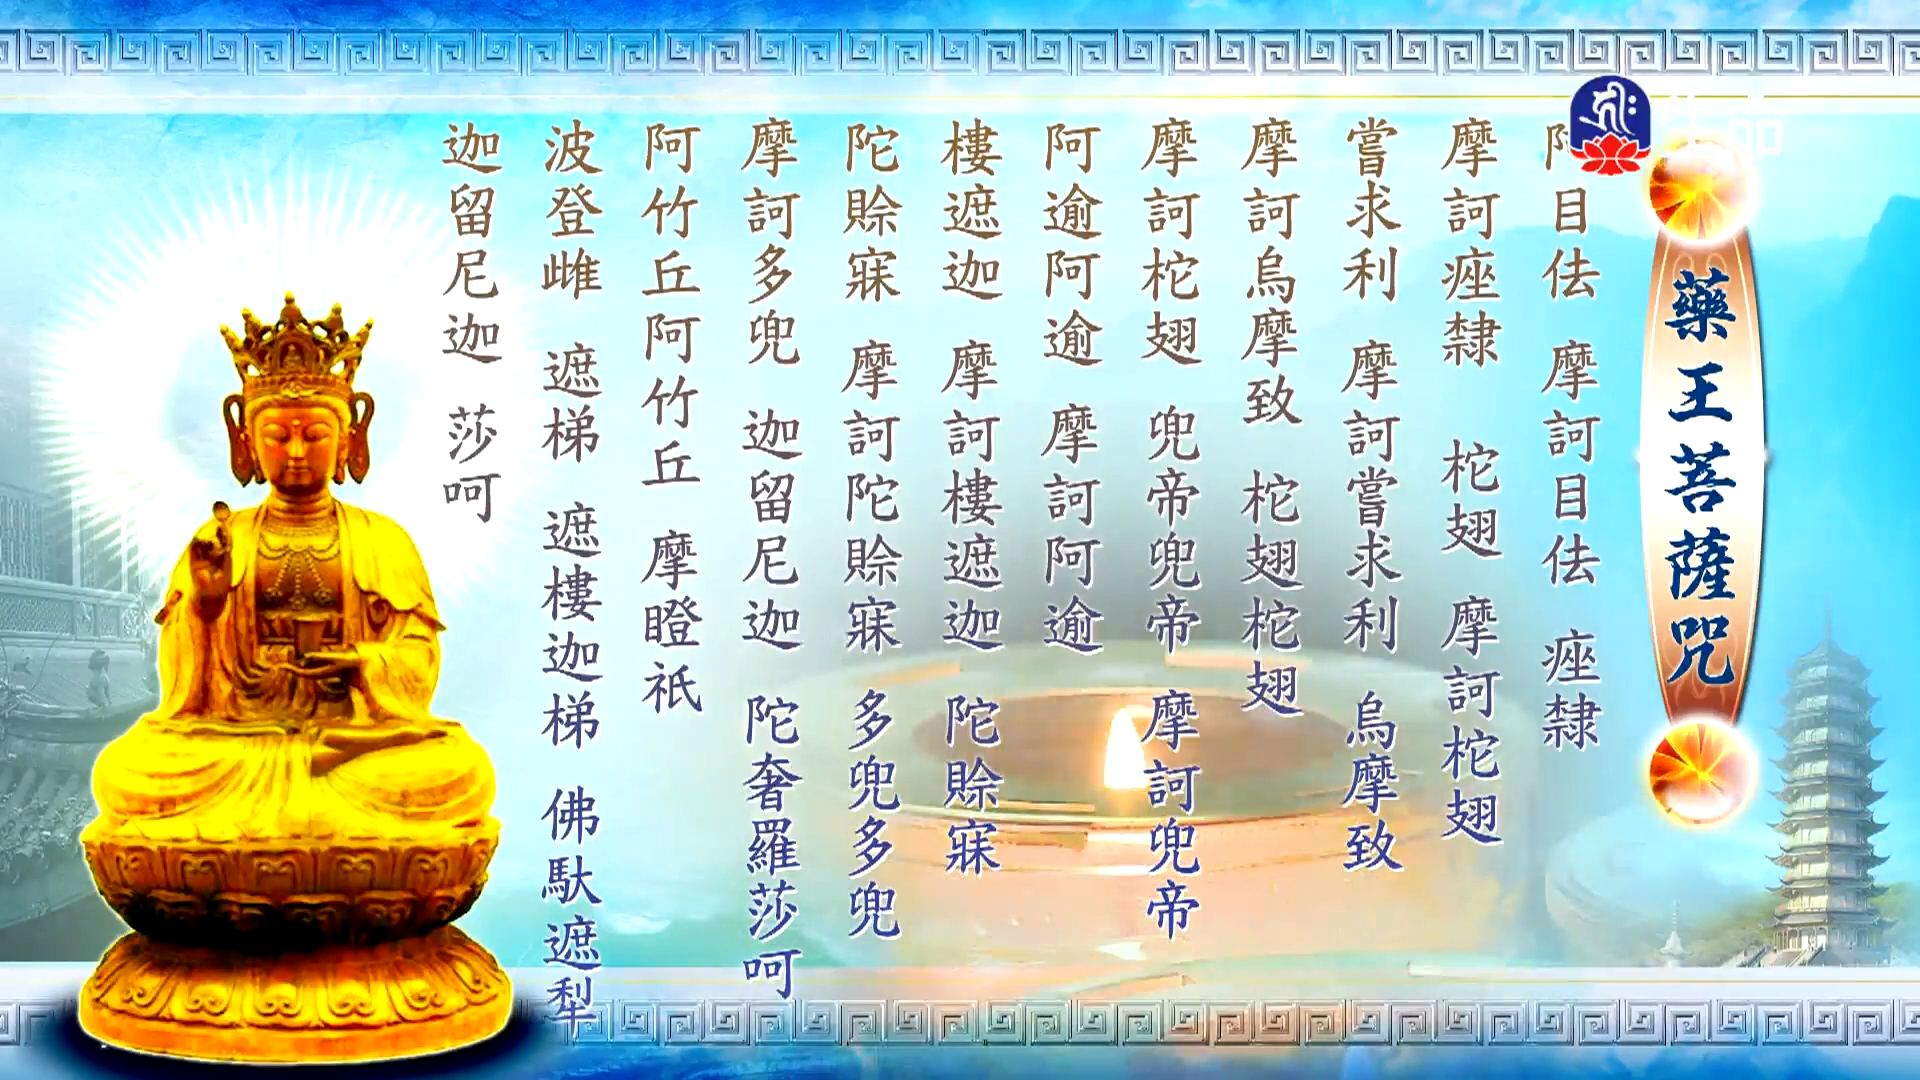 藥王菩薩咒
阿目佉 摩訶目佉 痤隸
摩訶痤隸 柁翅 摩訶柁翅
嘗求利 摩訶嘗求利 烏摩致
摩訶烏摩致 柁翅柁翅
摩訶柁翅 兜帝兜帝 摩訶兜帝
阿逾阿逾 摩訶阿逾
樓遮迦 摩訶樓遮迦 陀賒寐
陀賒寐 摩訶陀賒寐 多兜多兜
摩訶多兜 迦留尼迦 陀奢羅莎呵
阿竹丘阿竹丘 摩瞪祇
波登雌 遮梯 遮樓迦梯 佛馱遮犁
迦留尼迦 莎呵